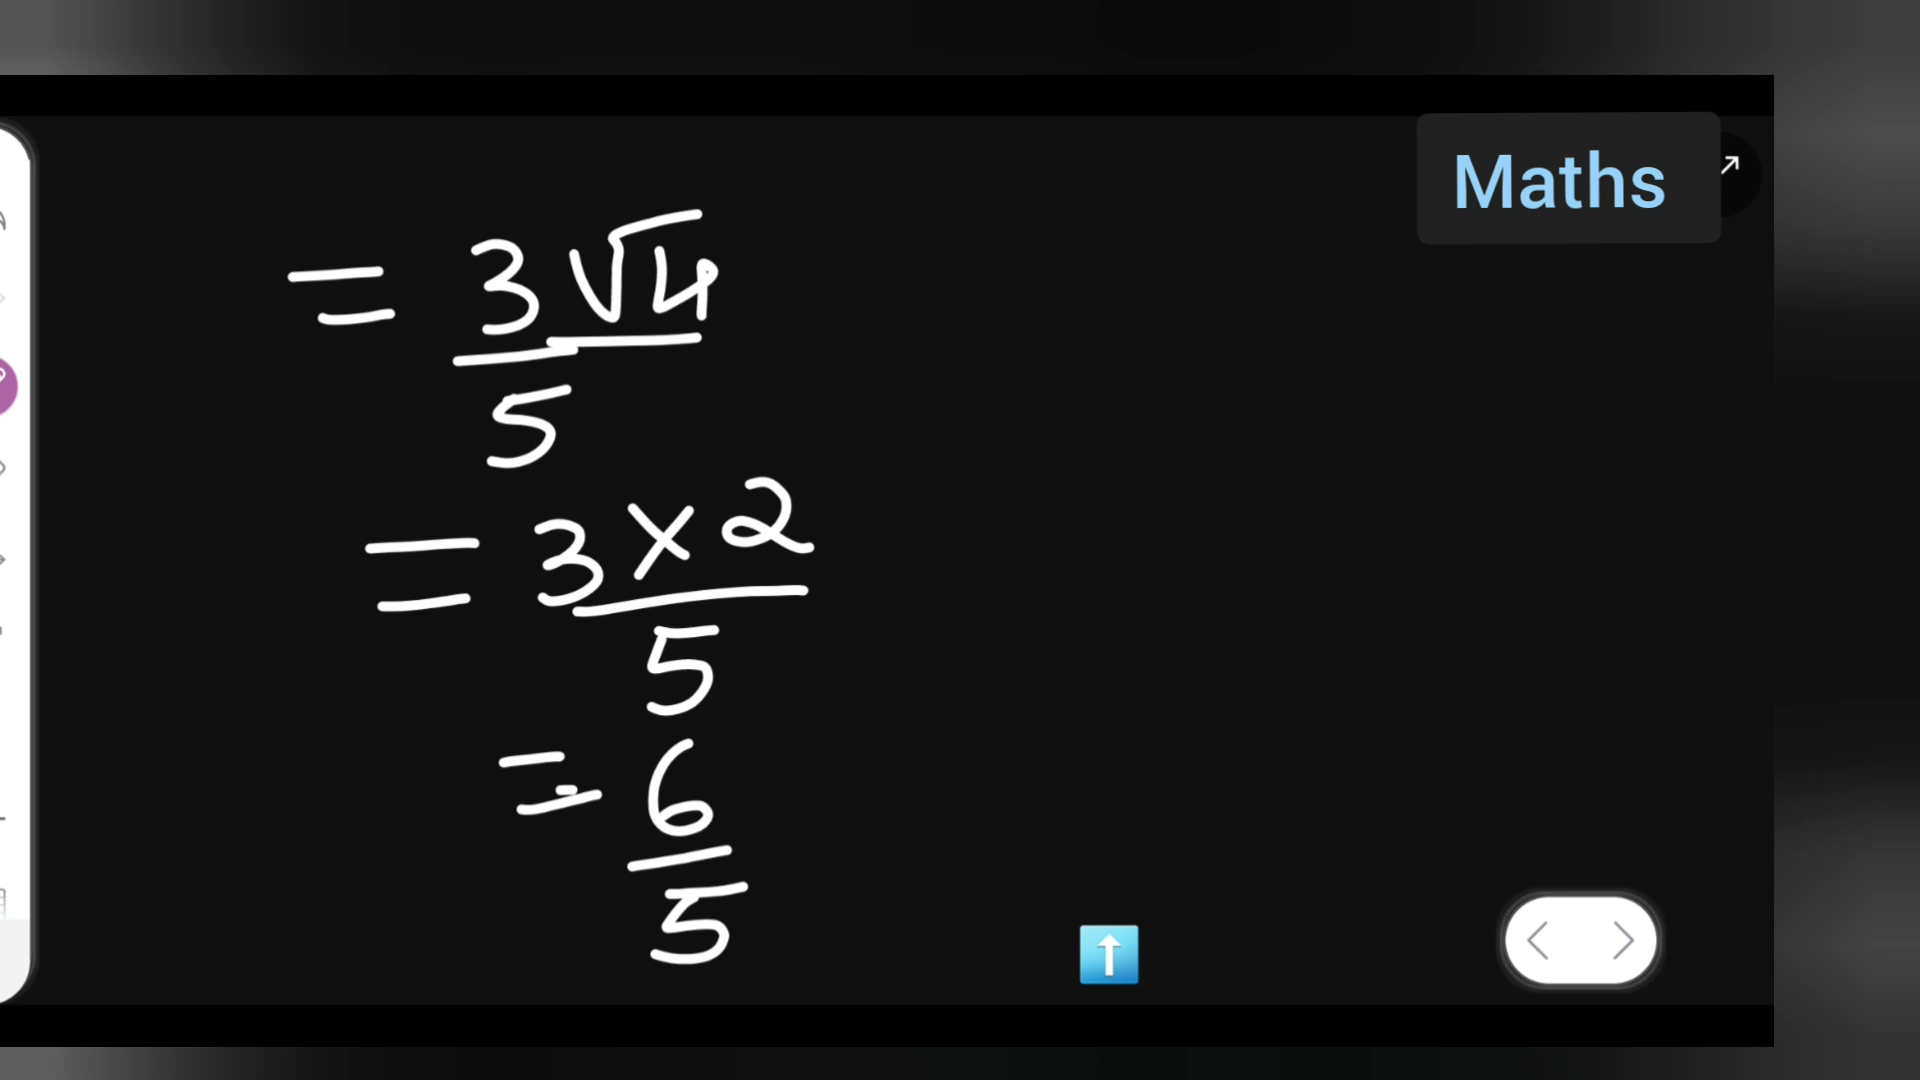 Maths
= 3√4
5
= 3 × 2
5
= 6
5